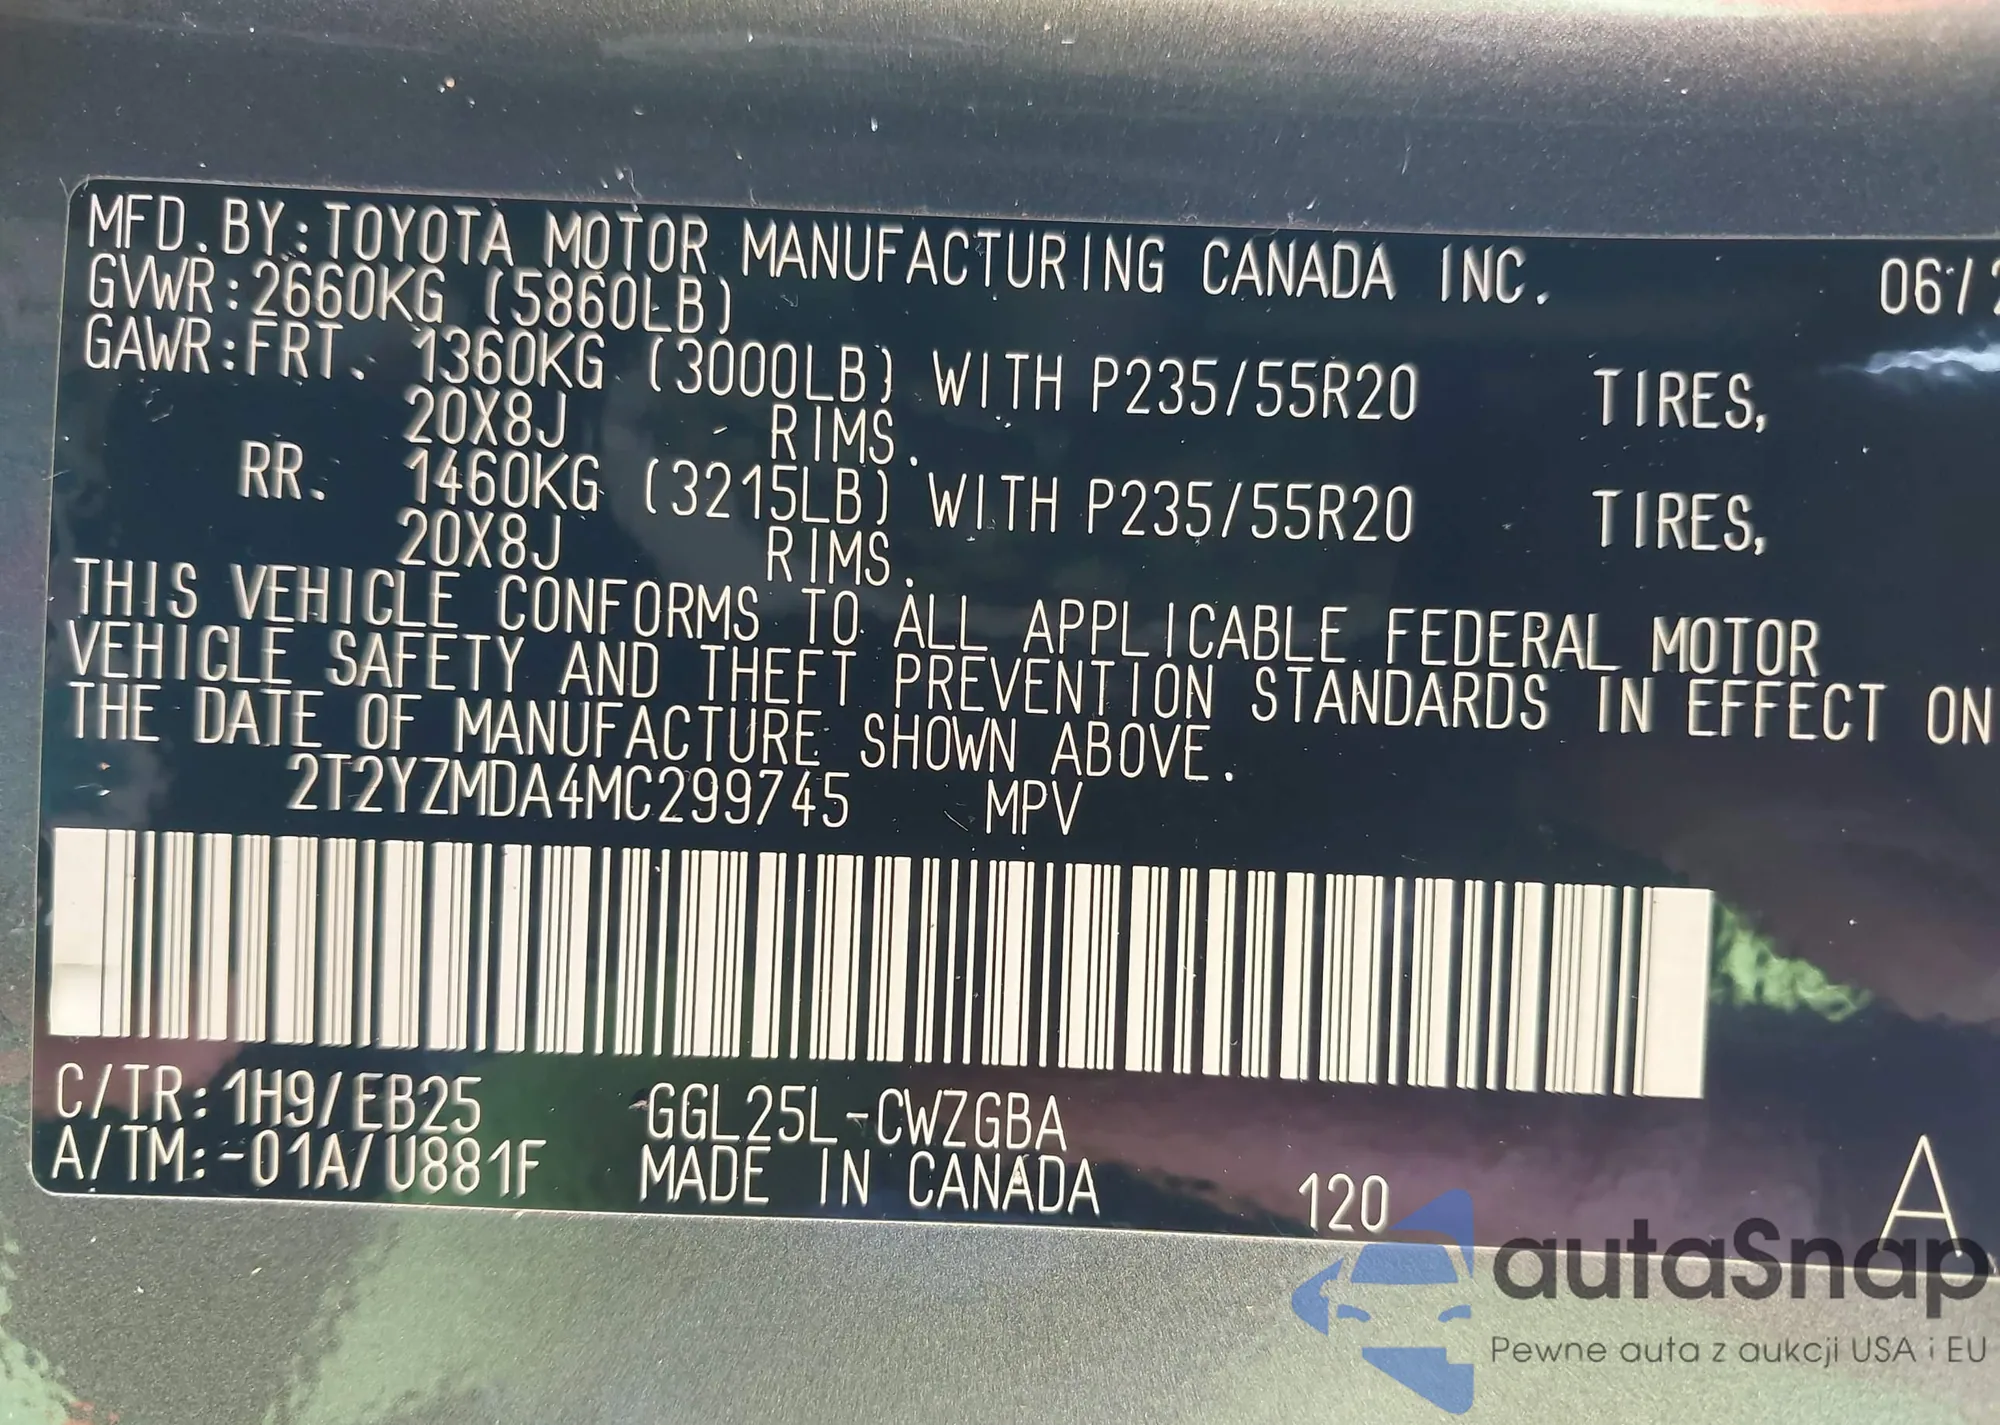 MFD. BY: TOYOTA MOTOR MANUFACTURING CANADA INC. 06/2
GVWR: 2660KG (5860LB)
GAWR: FRT. 1360KG (3000LB) WITH P235/55R20 TIRES,
20X8J RIMS.
RR. 1460KG (3215LB) WITH P235/55R20 TIRES,
20X8J RIMS.
THIS VEHICLE CONFORMS TO ALL APPLICABLE FEDERAL MOTOR
VEHICLE SAFETY AND THEFT PREVENTION STANDARDS IN EFFECT ON
THE DATE OF MANUFACTURE SHOWN ABOVE.
2T2YZMDA4MC299745 MPV
C/TR: 1H9/EB25 GGL25L-CWZGBA
A/TM: -01A/U881F MADE IN CANADA 120 A
autaSnap
Pewne auta z aukcji USA i EU